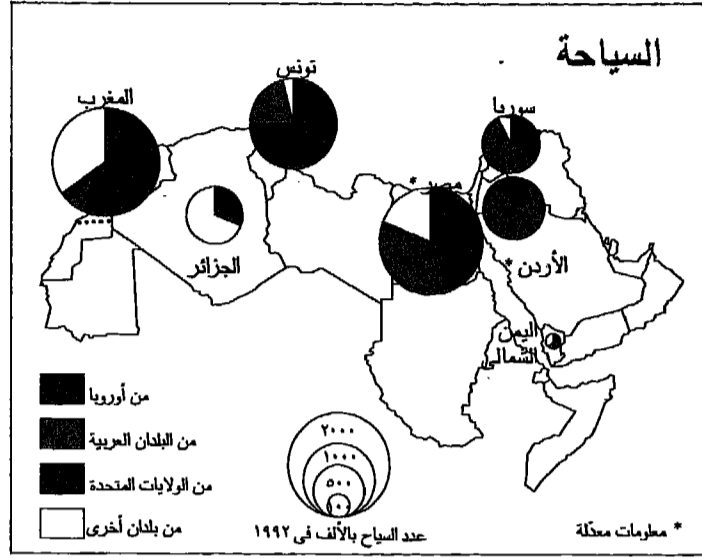 السياحة
تونس
المغرب
سوريا
مصر *
الجزائر
الأردن *
اليمن
الشمالي
من أوروبا
من البلدان العربية
من الولايات المتحدة
من بلدان أخرى
٢٠٠٠
١٠٠٠
٥٠٠
١٠٠
عدد السياح بالألف في ١٩٩٢
* معلومات معدّلة